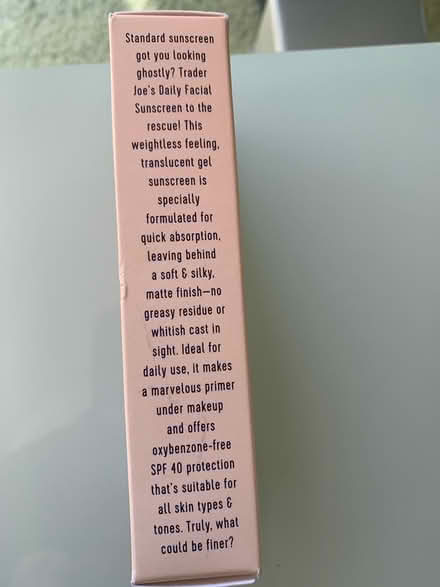 Standard sunscreen
got you looking
ghostly? Trader
Joe's Daily Facial
Sunscreen to the
rescue! This
weightless feeling,
translucent gel
sunscreen is
specially
formulated for
quick absorption,
leaving behind
a soft & silky,
matte finish—no
greasy residue or
whitish cast in
sight. Ideal for
daily use, it makes
a marvelous primer
under makeup
and offers
oxybenzone-free
SPF 40 protection
that's suitable for
all skin types &
tones. Truly, what
could be finer?